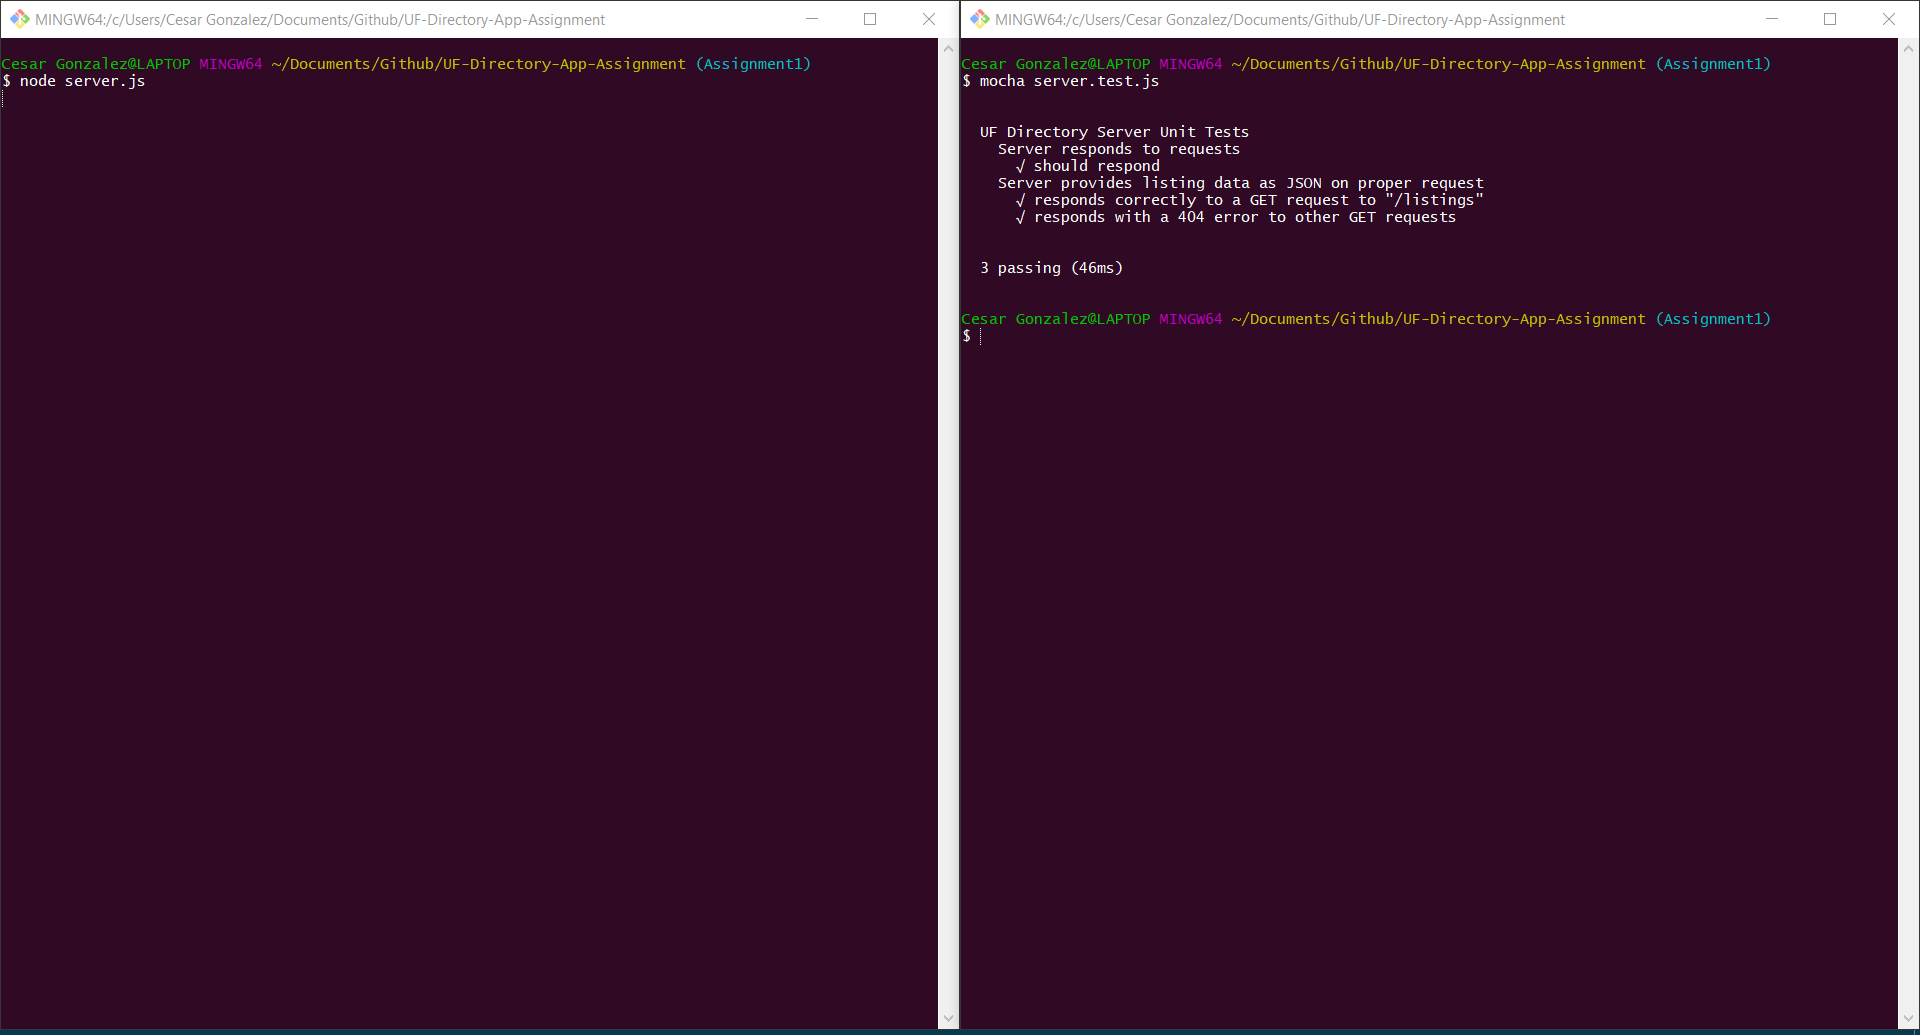 MINGW64:/c/Users/Cesar Gonzalez/Documents/Github/UF-Directory-App-Assignment
Cesar Gonzalez@LAPTOP MINGW64 ~/Documents/Github/UF-Directory-App-Assignment (Assignment1)
$ node server.js
MINGW64:/c/Users/Cesar Gonzalez/Documents/Github/UF-Directory-App-Assignment
Cesar Gonzalez@LAPTOP MINGW64 ~/Documents/Github/UF-Directory-App-Assignment (Assignment1)
$ mocha server.test.js
UF Directory Server Unit Tests
Server responds to requests
√ should respond
Server provides listing data as JSON on proper request
√ responds correctly to a GET request to "/listings"
√ responds with a 404 error to other GET requests
3 passing (46ms)
Cesar Gonzalez@LAPTOP MINGW64 ~/Documents/Github/UF-Directory-App-Assignment (Assignment1)
$